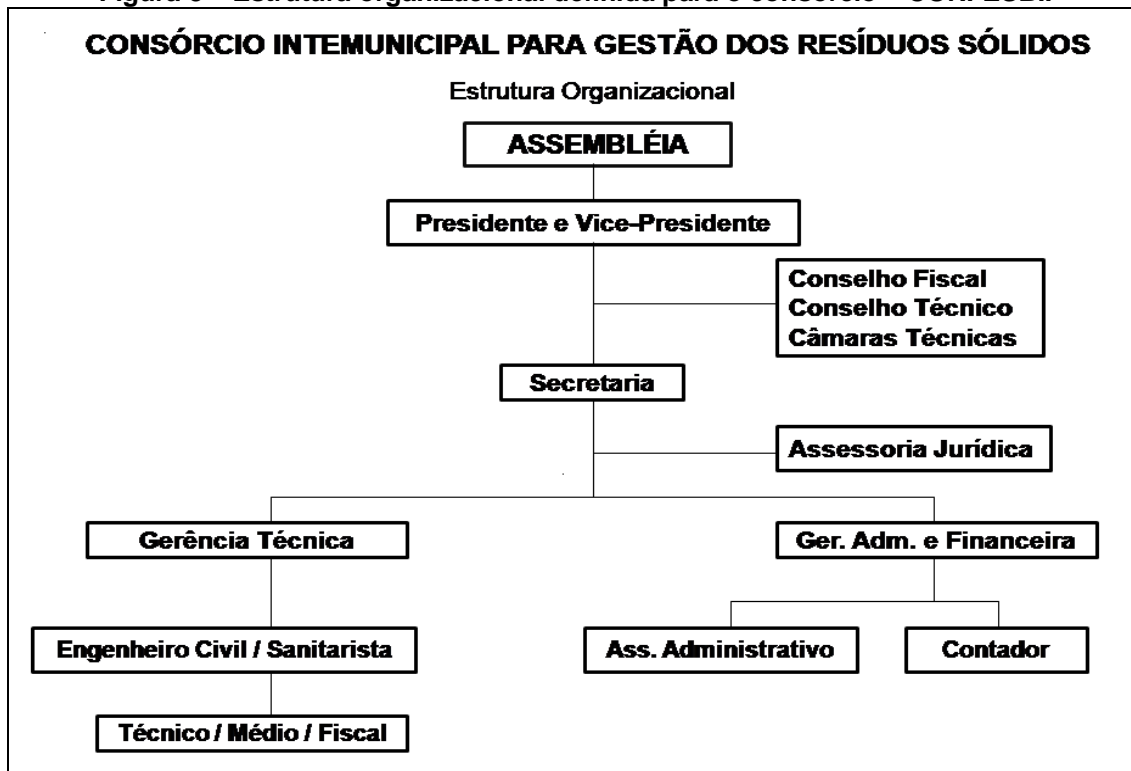 CONSÓRCIO INTEMUNICIPAL PARA GESTÃO DOS RESÍDUOS SÓLIDOS
Estrutura Organizacional
ASSEMBLÉIA
Presidente e Vice-Presidente
Conselho Fiscal
Conselho Técnico
Câmaras Técnicas
Secretaria
Assessoria Jurídica
Gerência Técnica
Ger. Adm. e Financeira
Engenheiro Civil / Sanitarista
Ass. Administrativo
Contador
Técnico / Médio / Fiscal